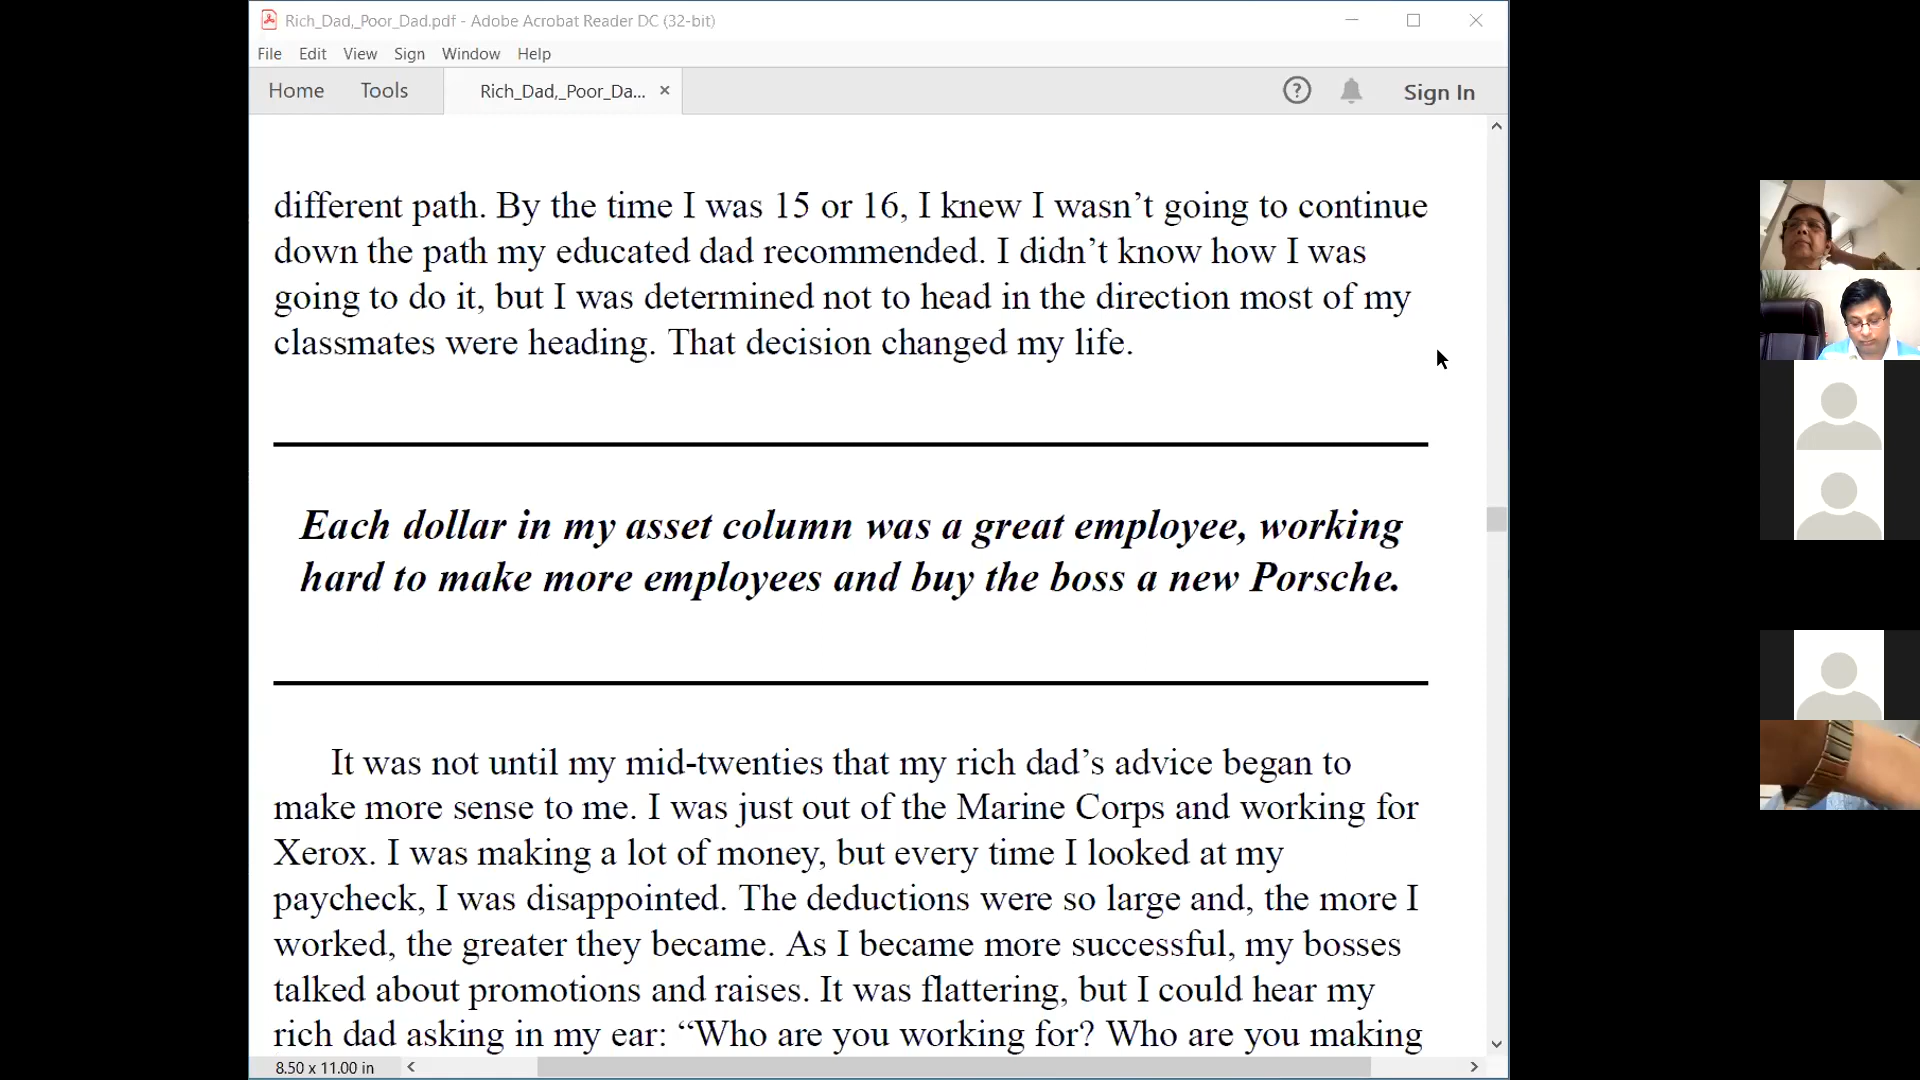 Rich_Dad,_Poor_Dad.pdf - Adobe Acrobat Reader DC (32-bit)
File Edit View Sign Window Help
Home Tools Rich_Dad,_Poor_Da... × Sign In
different path. By the time I was 15 or 16, I knew I wasn’t going to continue
down the path my educated dad recommended. I didn’t know how I was
going to do it, but I was determined not to head in the direction most of my
classmates were heading. That decision changed my life.
Each dollar in my asset column was a great employee, working
hard to make more employees and buy the boss a new Porsche.
It was not until my mid-twenties that my rich dad’s advice began to
make more sense to me. I was just out of the Marine Corps and working for
Xerox. I was making a lot of money, but every time I looked at my
paycheck, I was disappointed. The deductions were so large and, the more I
worked, the greater they became. As I became more successful, my bosses
talked about promotions and raises. It was flattering, but I could hear my
rich dad asking in my ear: “Who are you working for? Who are you making
8.50 x 11.00 in